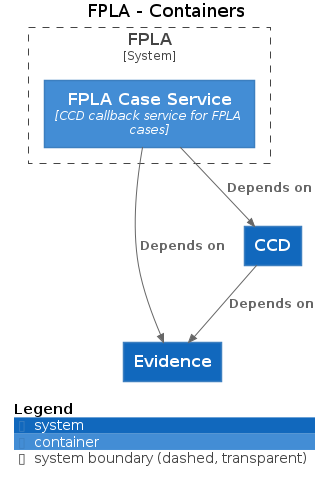 FPLA - Containers
FPLA
[System]
FPLA Case Service
[CCD callback service for FPLA
cases]
Depends on
CCD
Depends on
Depends on
Evidence
Legend
system
container
system boundary (dashed, transparent)